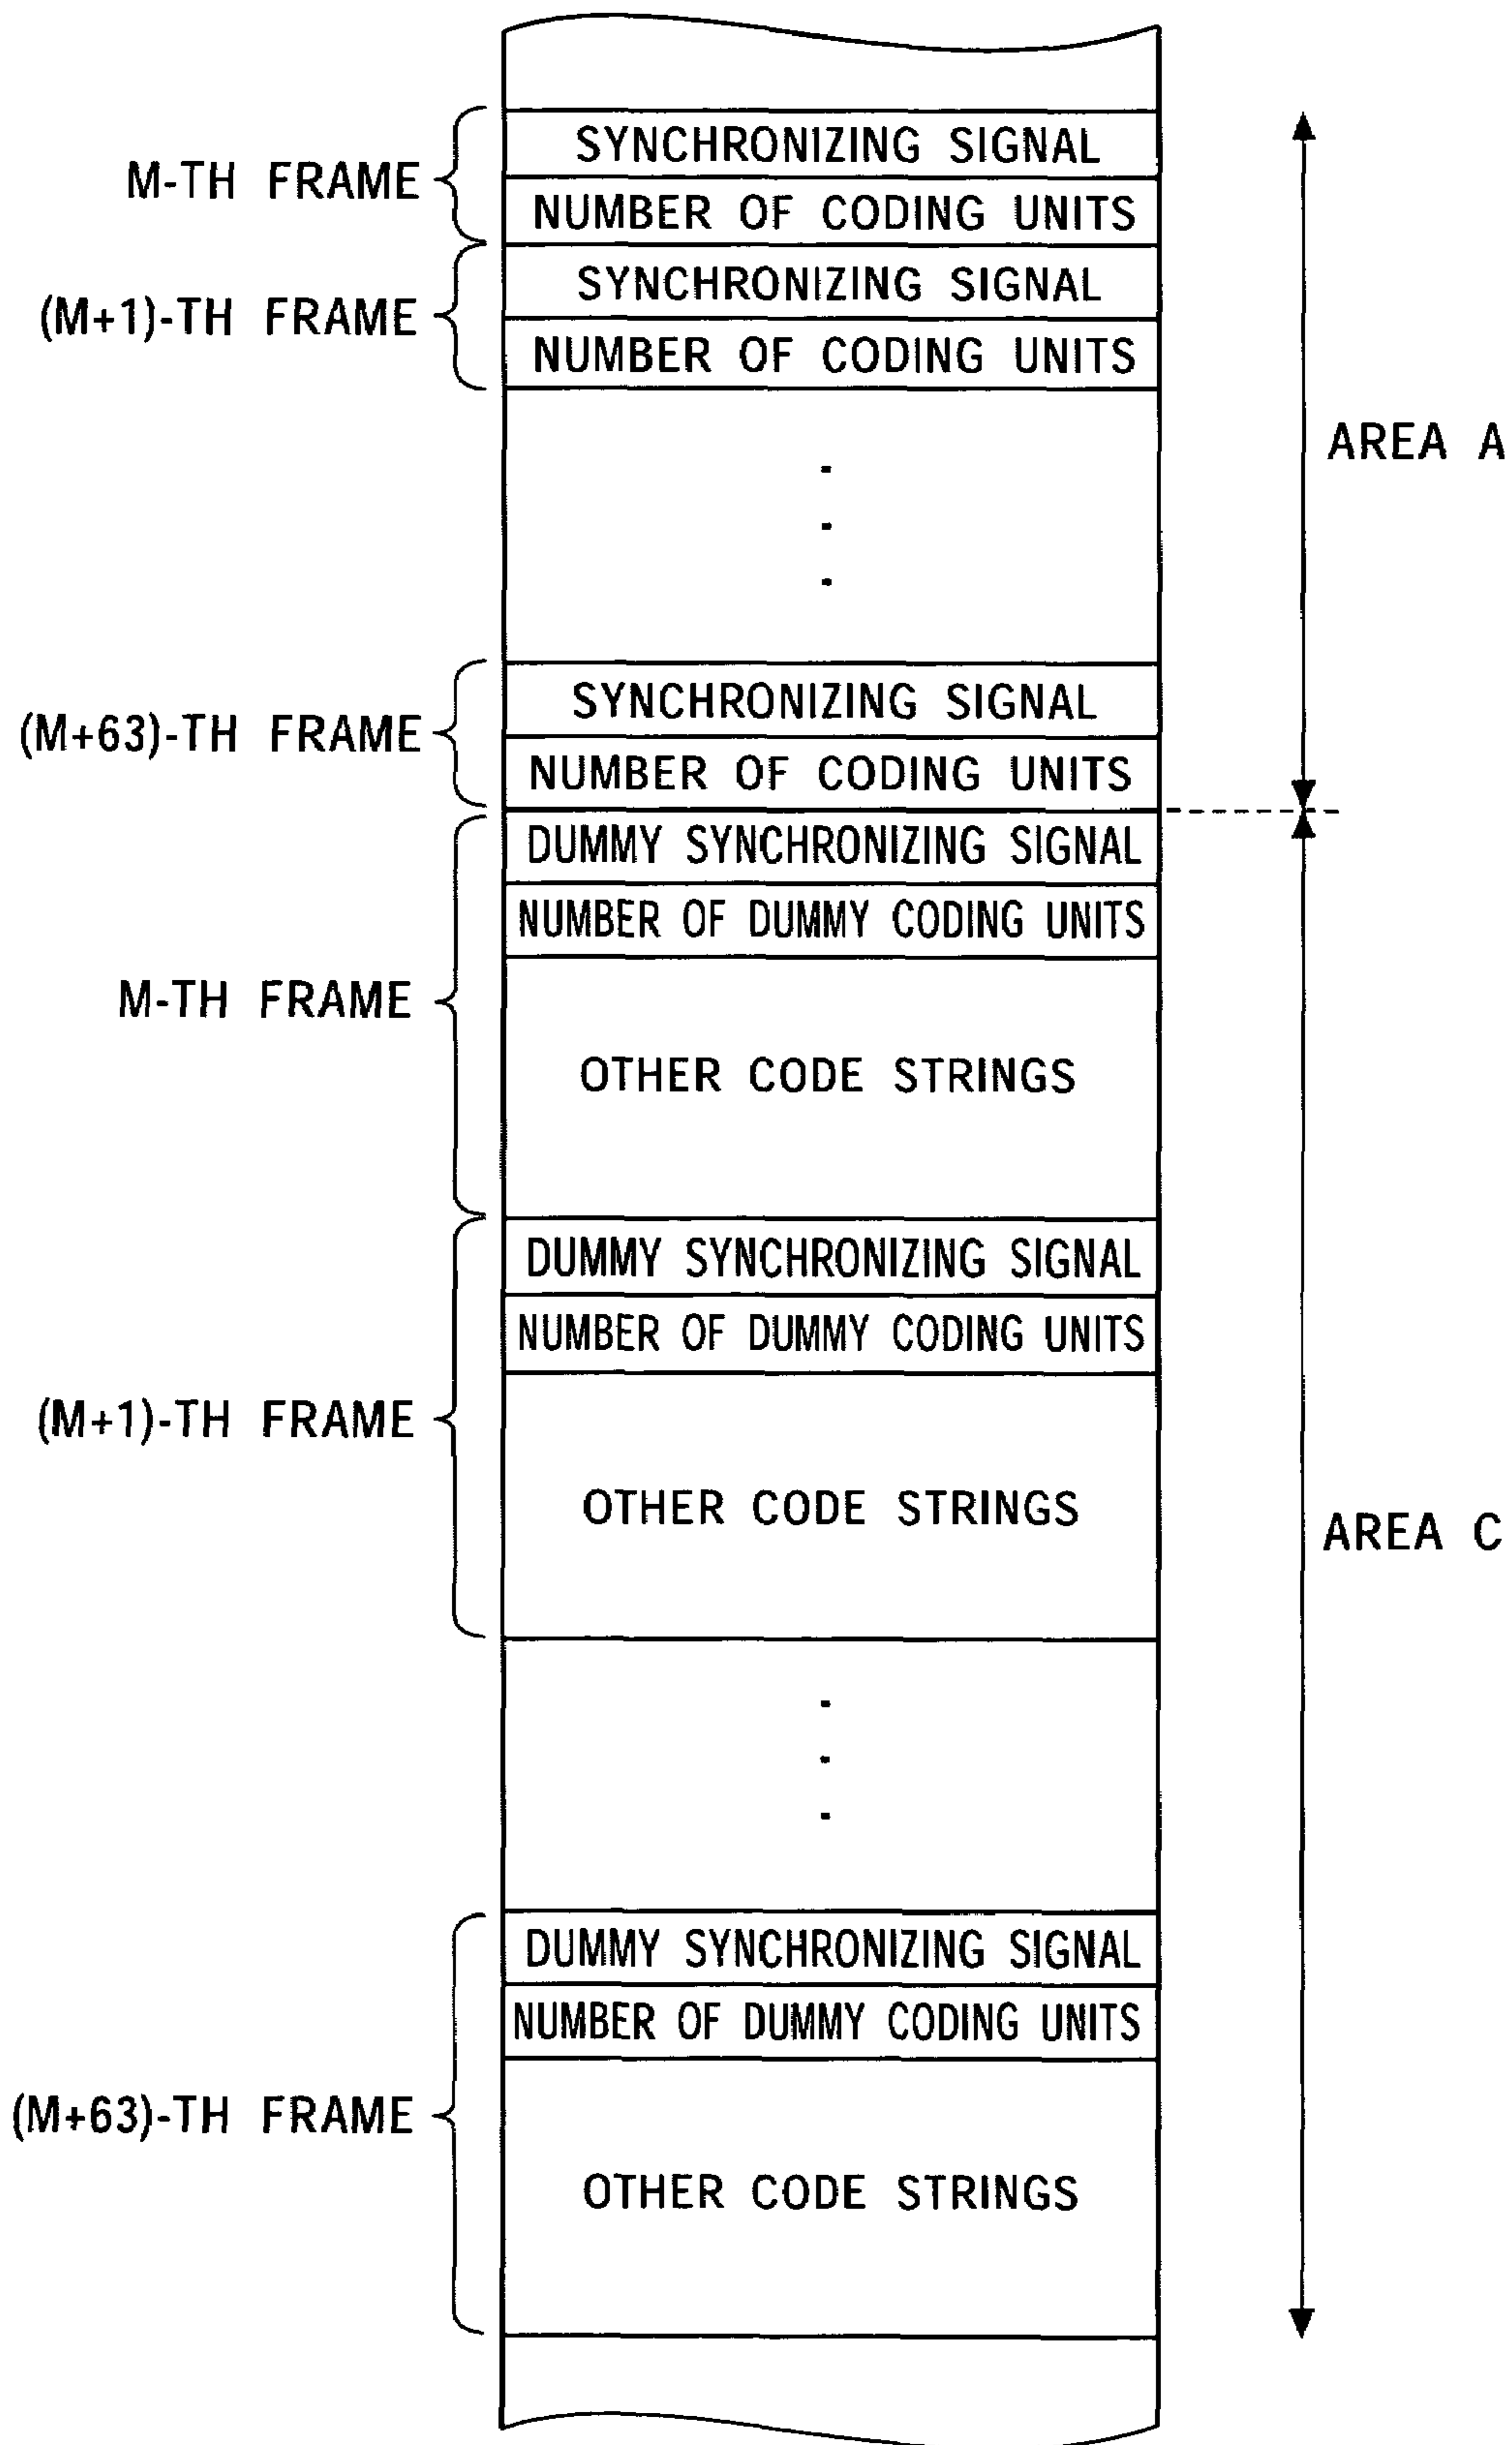 SYNCHRONIZING SIGNAL
M-TH FRAME
NUMBER OF CODING UNITS
SYNCHRONIZING SIGNAL
(M+1)-TH FRAME
NUMBER OF CODING UNITS
AREA A
.
.
.
SYNCHRONIZING SIGNAL
(M+63)-TH FRAME
NUMBER OF CODING UNITS
DUMMY SYNCHRONIZING SIGNAL
NUMBER OF DUMMY CODING UNITS
M-TH FRAME
OTHER CODE STRINGS
DUMMY SYNCHRONIZING SIGNAL
NUMBER OF DUMMY CODING UNITS
(M+1)-TH FRAME
OTHER CODE STRINGS
AREA C
.
.
.
DUMMY SYNCHRONIZING SIGNAL
NUMBER OF DUMMY CODING UNITS
(M+63)-TH FRAME
OTHER CODE STRINGS